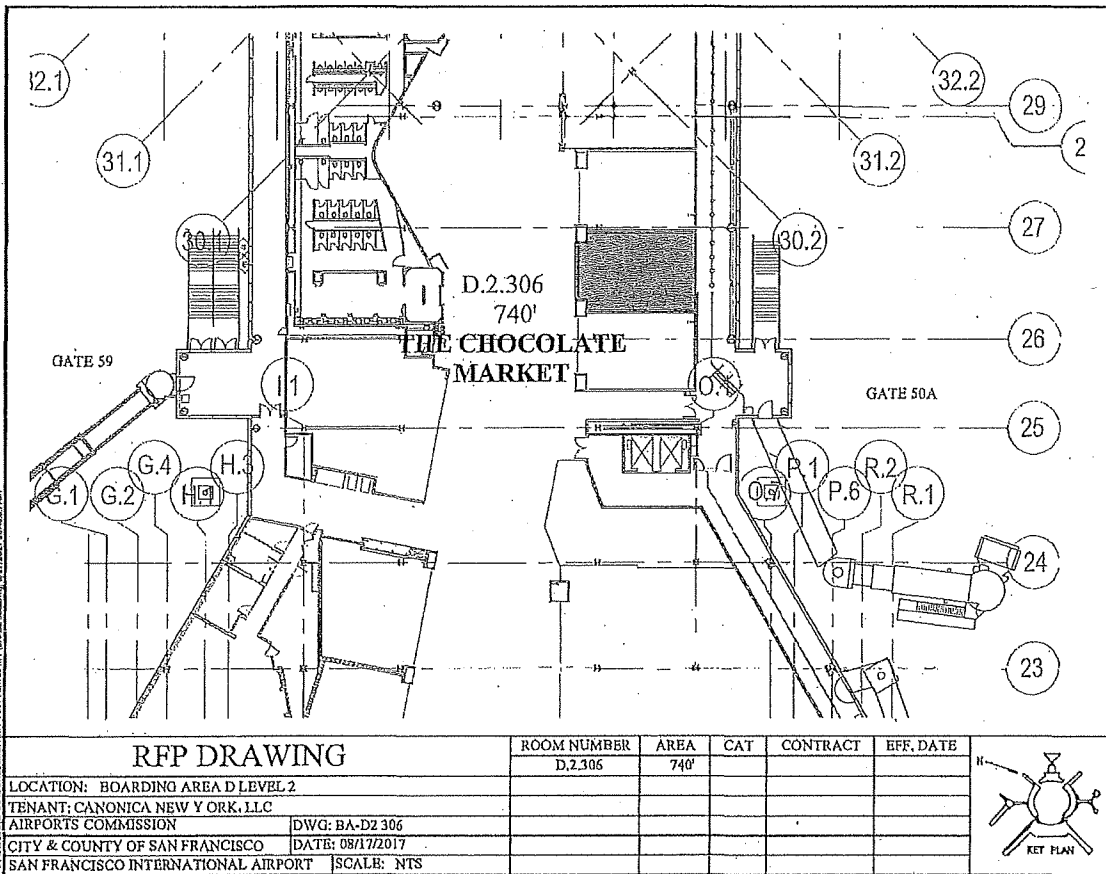 32.1
32.2
29
31.1
31.2
2
30.1
30.2
27
D.2.306
740'
THE CHOCOLATE
MARKET
26
GATE 59
GATE 50A
25
G.1
G.2
G.4
H.3
P.1
P.6
R.2
R.1
24
23
RFP DRAWING
ROOM NUMBER AREA CAT CONTRACT EFF. DATE
D.2.306 740'
LOCATION: BOARDING AREA D LEVEL 2
TENANT: CANONICA NEW YORK, LLC
AIRPORTS COMMISSION DWG: BA-D2 306
CITY & COUNTY OF SAN FRANCISCO DATE: 08/17/2017
SAN FRANCISCO INTERNATIONAL AIRPORT SCALE: NTS
KEY PLAN